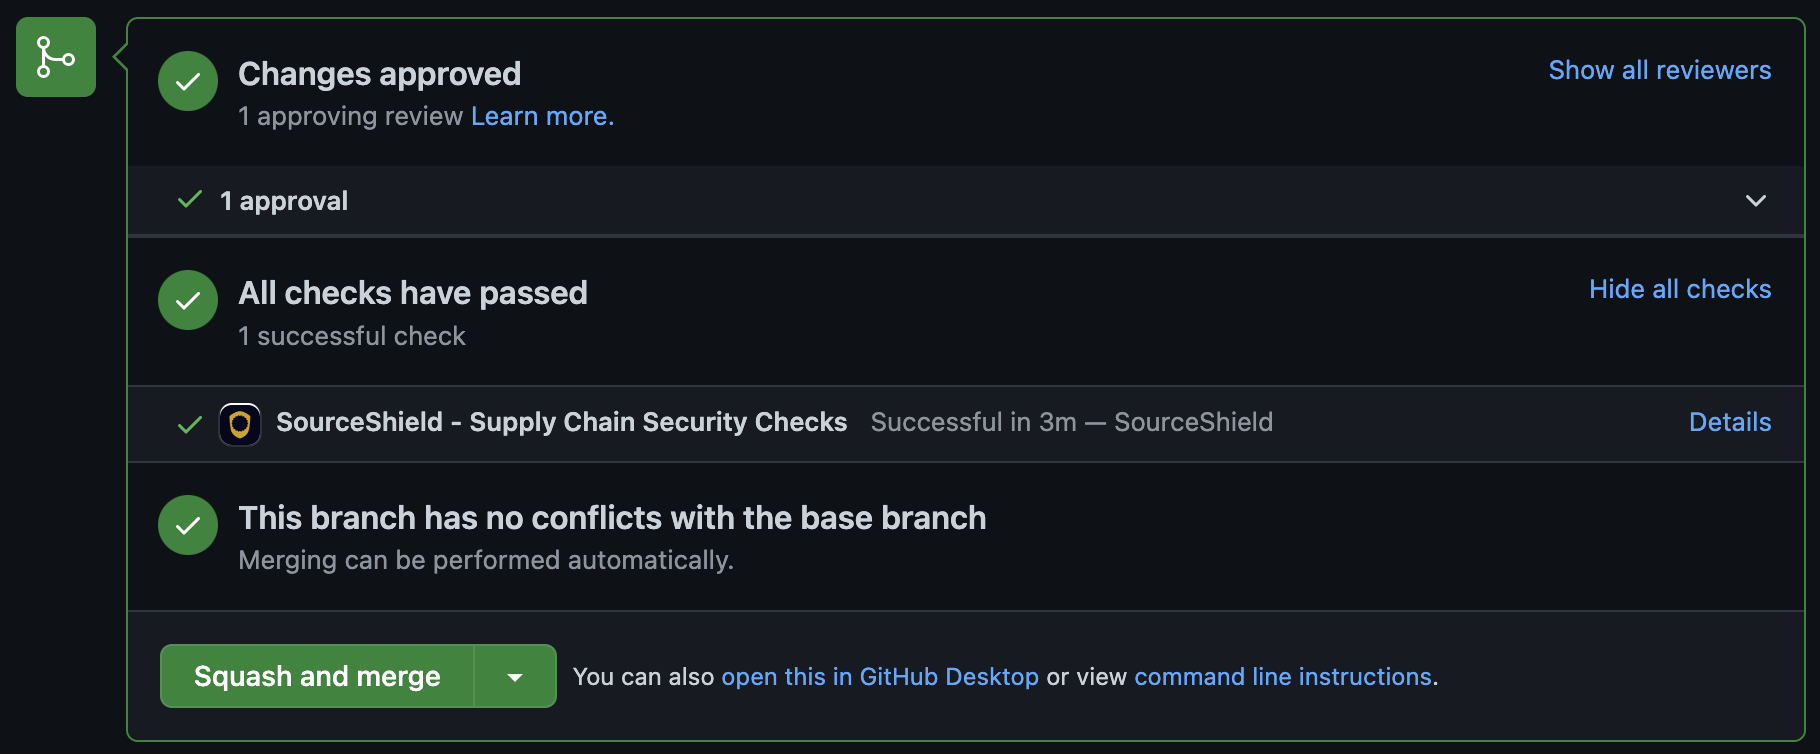 Changes approved
Show all reviewers
1 approving review Learn more.
1 approval
All checks have passed
Hide all checks
1 successful check
SourceShield - Supply Chain Security Checks Successful in 3m — SourceShield
Details
This branch has no conflicts with the base branch
Merging can be performed automatically.
Squash and merge
You can also open this in GitHub Desktop or view command line instructions.